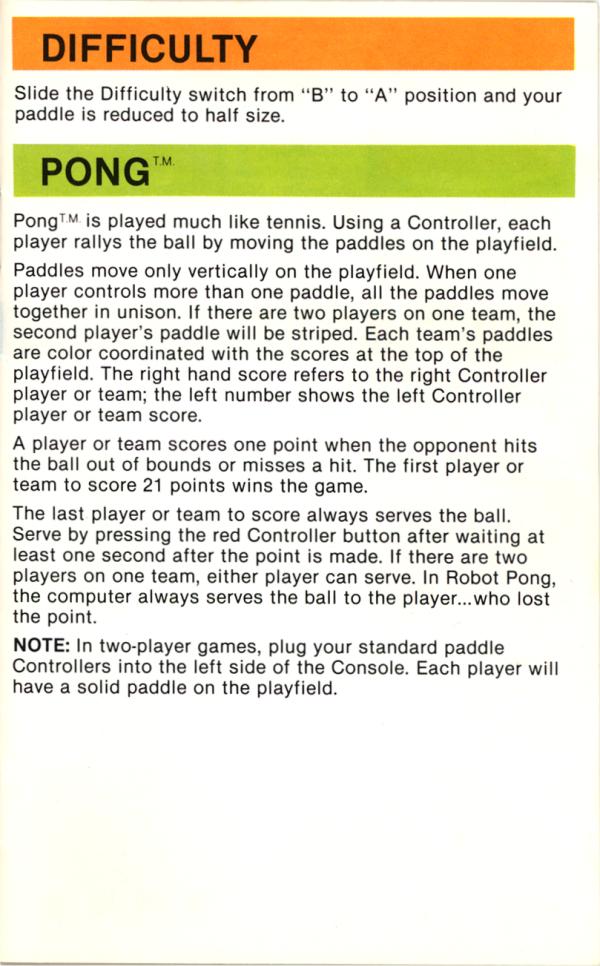 DIFFICULTY
Slide the Difficulty switch from “B” to “A” position and your
paddle is reduced to half size.
PONG T.M.
Pong T.M. is played much like tennis. Using a Controller, each
player rallys the ball by moving the paddles on the playfield.
Paddles move only vertically on the playfield. When one
player controls more than one paddle, all the paddles move
together in unison. If there are two players on one team, the
second player's paddle will be striped. Each team's paddles
are color coordinated with the scores at the top of the
playfield. The right hand score refers to the right Controller
player or team; the left number shows the left Controller
player or team score.
A player or team scores one point when the opponent hits
the ball out of bounds or misses a hit. The first player or
team to score 21 points wins the game.
The last player or team to score always serves the ball.
Serve by pressing the red Controller button after waiting at
least one second after the point is made. If there are two
players on one team, either player can serve. In Robot Pong,
the computer always serves the ball to the player...who lost
the point.
NOTE: In two-player games, plug your standard paddle
Controllers into the left side of the Console. Each player will
have a solid paddle on the playfield.